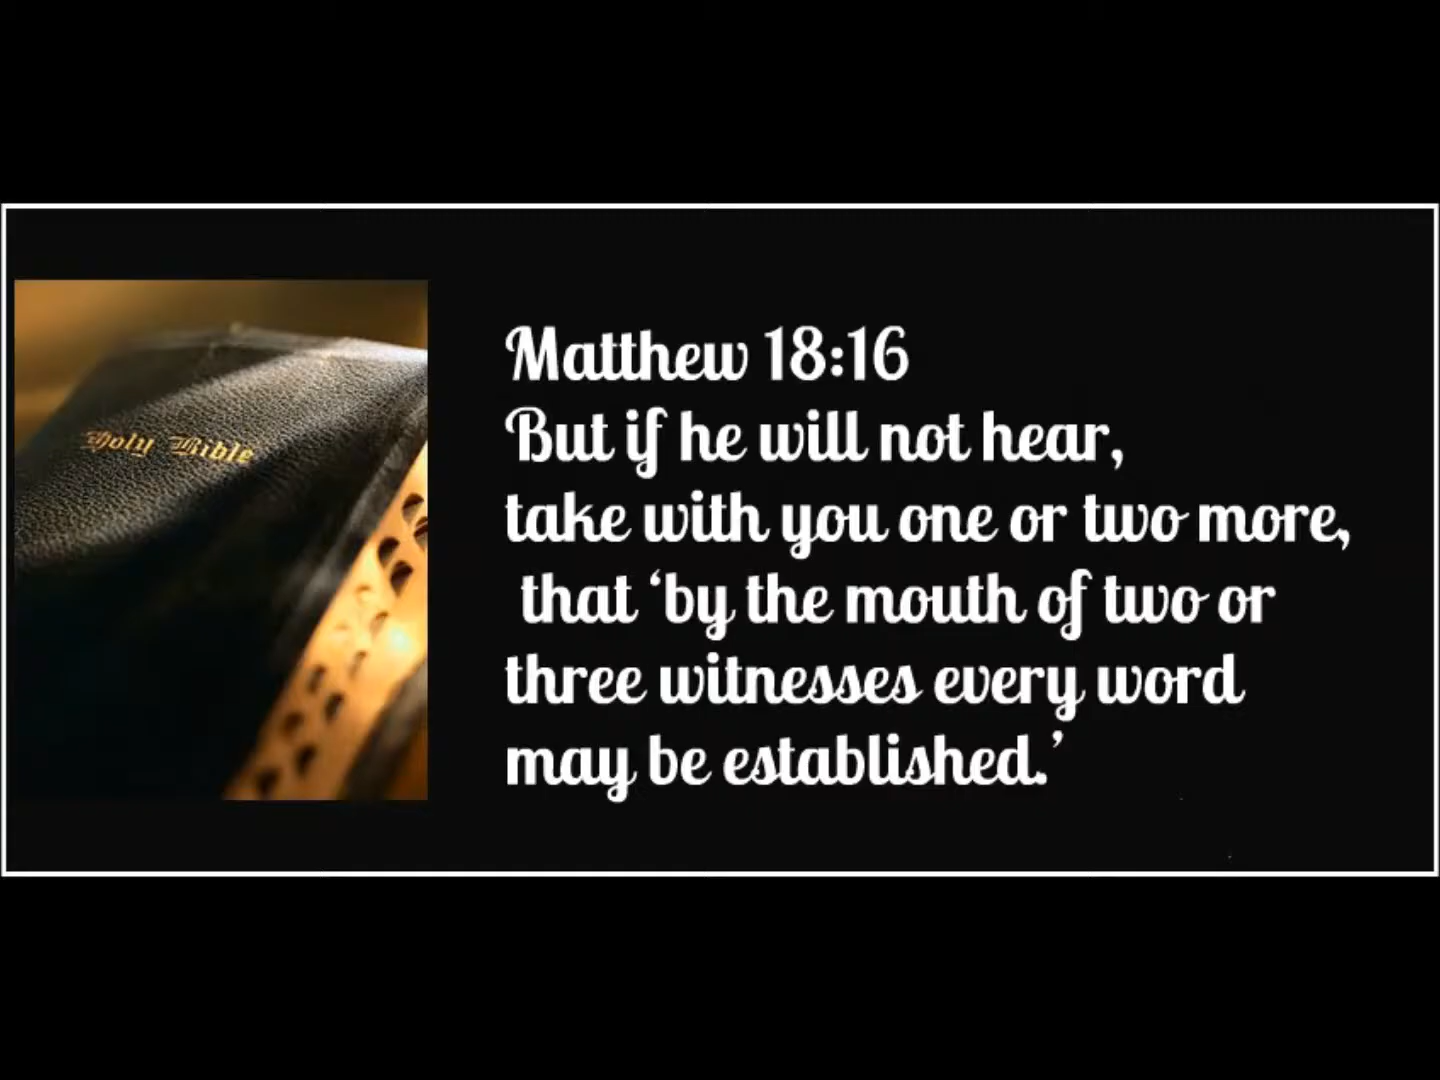 Holy Bible
Matthew 18:16
But if he will not hear,
take with you one or two more,
that ‘by the mouth of two or
three witnesses every word
may be established.’